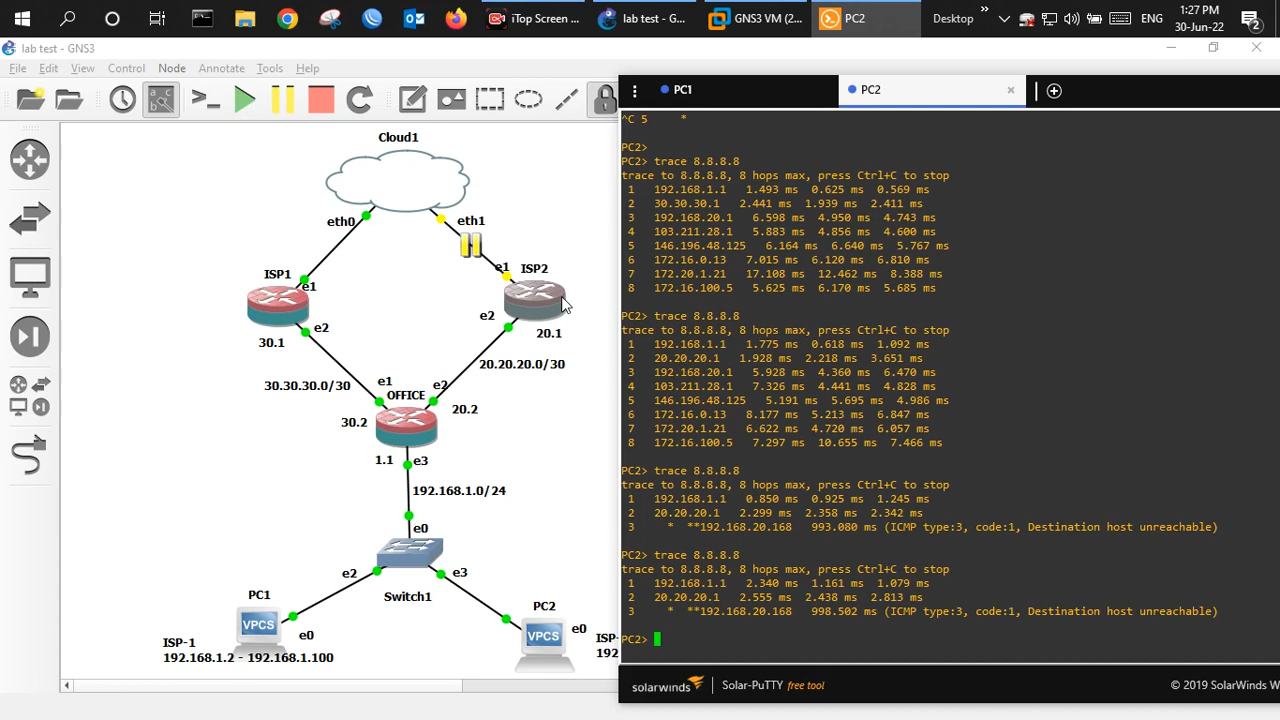 iTop Screen ...
lab test - G...
GNS3 VM (2...
PC2
Desktop
ENG
1:27 PM
30-Jun-22
2
lab test - GNS3
File Edit View Control Node Annotate Tools Help
PC1
PC2
Cloud1
eth0
eth1
ISP1
e1
e1
ISP2
e2
30.1
e2
20.1
20.20.20.0/30
30.30.30.0/30
e1
e2
OFFICE
30.2
20.2
1.1
e3
192.168.1.0/24
e0
e2
e3
Switch1
PC1
PC2
VPCS
e0
VPCS
e0
ISP-1
192.168.1.2 - 192.168.1.100
ISP-
192
^C 5 *
PC2>
PC2> trace 8.8.8.8
trace to 8.8.8.8, 8 hops max, press Ctrl+C to stop
1 192.168.1.1 1.493 ms 0.625 ms 0.569 ms
2 30.30.30.1 2.441 ms 1.939 ms 2.411 ms
3 192.168.20.1 6.598 ms 4.950 ms 4.743 ms
4 103.211.28.1 5.883 ms 4.856 ms 4.600 ms
5 146.196.48.125 6.164 ms 6.640 ms 5.767 ms
6 172.16.0.13 7.015 ms 6.120 ms 6.810 ms
7 172.20.1.21 17.108 ms 12.462 ms 8.388 ms
8 172.16.100.5 5.625 ms 6.170 ms 5.685 ms
PC2> trace 8.8.8.8
trace to 8.8.8.8, 8 hops max, press Ctrl+C to stop
1 192.168.1.1 1.775 ms 0.618 ms 1.092 ms
2 20.20.20.1 1.928 ms 2.218 ms 3.651 ms
3 192.168.20.1 5.928 ms 4.360 ms 6.470 ms
4 103.211.28.1 7.326 ms 4.441 ms 4.828 ms
5 146.196.48.125 5.191 ms 5.695 ms 4.986 ms
6 172.16.0.13 8.177 ms 5.213 ms 6.847 ms
7 172.20.1.21 6.622 ms 4.720 ms 6.057 ms
8 172.16.100.5 7.297 ms 10.655 ms 7.466 ms
PC2> trace 8.8.8.8
trace to 8.8.8.8, 8 hops max, press Ctrl+C to stop
1 192.168.1.1 0.850 ms 0.925 ms 1.245 ms
2 20.20.20.1 2.299 ms 2.358 ms 2.342 ms
3 * **192.168.20.168 993.080 ms (ICMP type:3, code:1, Destination host unreachable)
PC2> trace 8.8.8.8
trace to 8.8.8.8, 8 hops max, press Ctrl+C to stop
1 192.168.1.1 2.340 ms 1.161 ms 1.079 ms
2 20.20.20.1 2.555 ms 2.438 ms 2.813 ms
3 * **192.168.20.168 998.502 ms (ICMP type:3, code:1, Destination host unreachable)
PC2>
solarwinds Solar-PuTTY free tool
© 2019 SolarWinds W